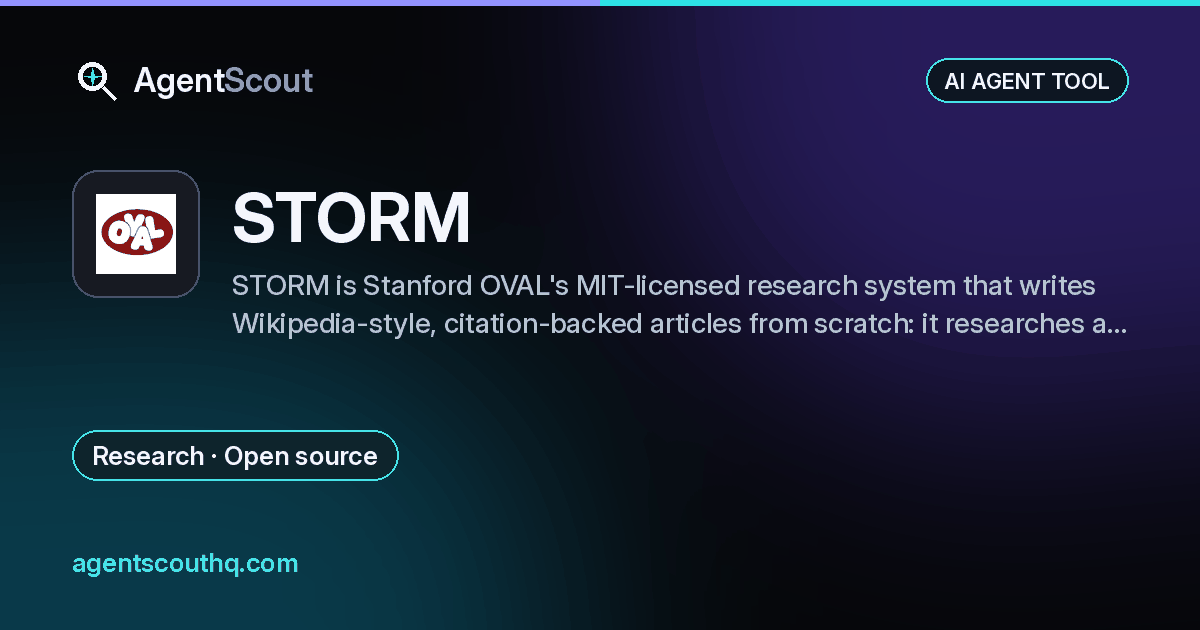 AgentScout
AI AGENT TOOL
OVAL
STORM
STORM is Stanford OVAL's MIT-licensed research system that writes
Wikipedia-style, citation-backed articles from scratch: it researches a...
Research · Open source
agentscouthq.com